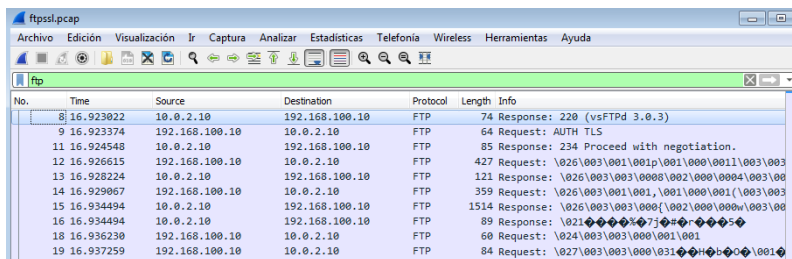 ftpssl.pcap
Archivo Edición Visualización Ir Captura Analizar Estadísticas Telefonía Wireless Herramientas Ayuda
ftp
No. Time Source Destination Protocol Length Info
8 16.923022 10.0.2.10 192.168.100.10 FTP 74 Response: 220 (vsFTPd 3.0.3)
9 16.923374 192.168.100.10 10.0.2.10 FTP 64 Request: AUTH TLS
11 16.924548 10.0.2.10 192.168.100.10 FTP 85 Response: 234 Proceed with negotiation.
12 16.926615 192.168.100.10 10.0.2.10 FTP 427 Request: \026\003\001\001p\001\000\001l\003\003
13 16.928224 10.0.2.10 192.168.100.10 FTP 121 Response: \026\003\003\0008\002\000\0004\003\00
14 16.929067 192.168.100.10 10.0.2.10 FTP 359 Request: \026\003\001\001,\001\000\001(\003\003
15 16.934494 10.0.2.10 192.168.100.10 FTP 1514 Response: \026\003\003\000{\002\000\000w\003\00
16 16.934494 10.0.2.10 192.168.100.10 FTP 89 Response: \021����%�7j�#�r���5�
18 16.936230 192.168.100.10 10.0.2.10 FTP 60 Request: \024\003\003\000\001\001
19 16.937259 192.168.100.10 10.0.2.10 FTP 84 Request: \027\003\003\000\031��H�b�O�\001�